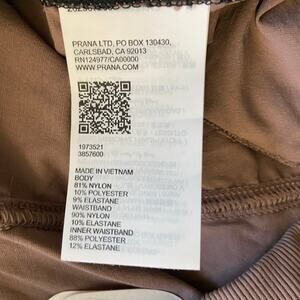 PRANA LTD, PO BOX 130430,
CARLSBAD, CA 92013
RN124977/CA00000
WWW.PRANA.COM
1973521
3857600
MADE IN VIETNAM
BODY
81% NYLON
10% POLYESTER
9% ELASTANE
WAISTBAND
90% NYLON
10% ELASTANE
INNER WAISTBAND
88% POLYESTER
12% ELASTANE